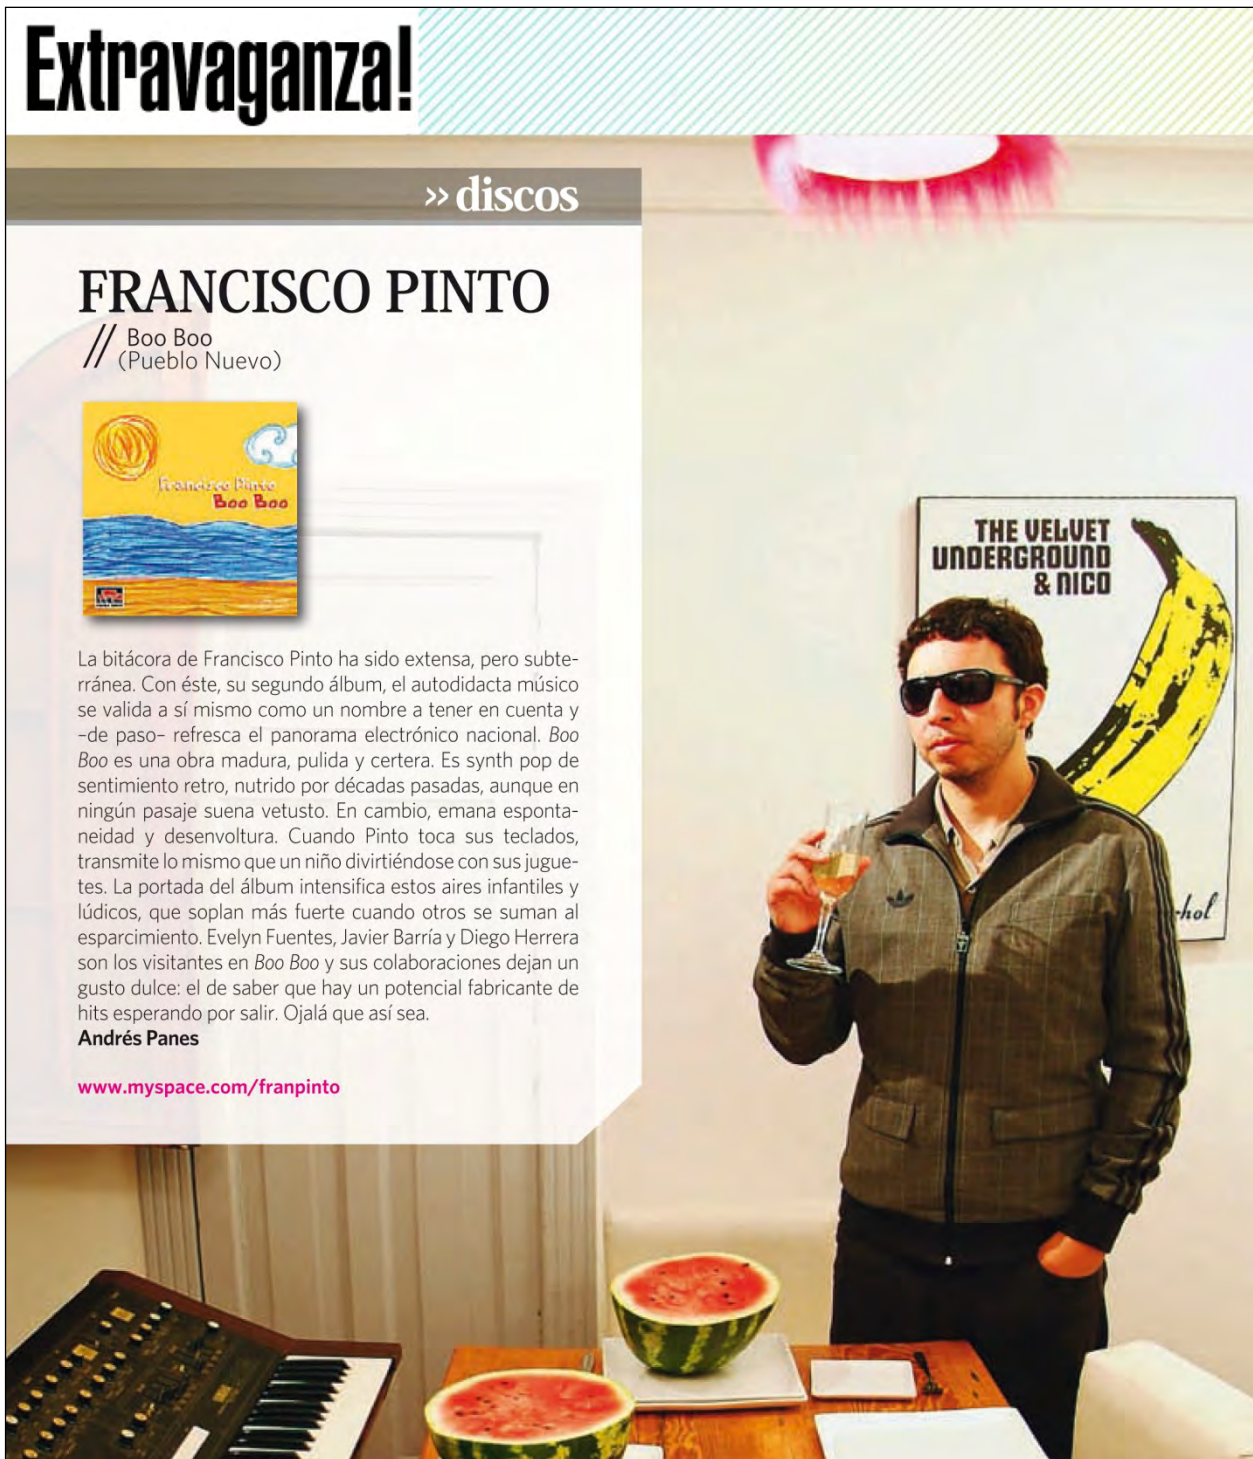 Extravaganza!
›› discos
FRANCISCO PINTO
// Boo Boo
(Pueblo Nuevo)
Francisco Pinto
Boo Boo
La bitácora de Francisco Pinto ha sido extensa, pero subte-
rránea. Con éste, su segundo álbum, el autodidacta músico
se valida a sí mismo como un nombre a tener en cuenta y
–de paso– refresca el panorama electrónico nacional. Boo
Boo es una obra madura, pulida y certera. Es synth pop de
sentimiento retro, nutrido por décadas pasadas, aunque en
ningún pasaje suena vetusto. En cambio, emana esponta-
neidad y desenvoltura. Cuando Pinto toca sus teclados,
transmite lo mismo que un niño divirtiéndose con sus jugue-
tes. La portada del álbum intensifica estos aires infantiles y
lúdicos, que soplan más fuerte cuando otros se suman al
esparcimiento. Evelyn Fuentes, Javier Barría y Diego Herrera
son los visitantes en Boo Boo y sus colaboraciones dejan un
gusto dulce: el de saber que hay un potencial fabricante de
hits esperando por salir. Ojalá que así sea.
Andrés Panes
www.myspace.com/franpinto
THE VELVET
UNDERGROUND
& NICO
rhol